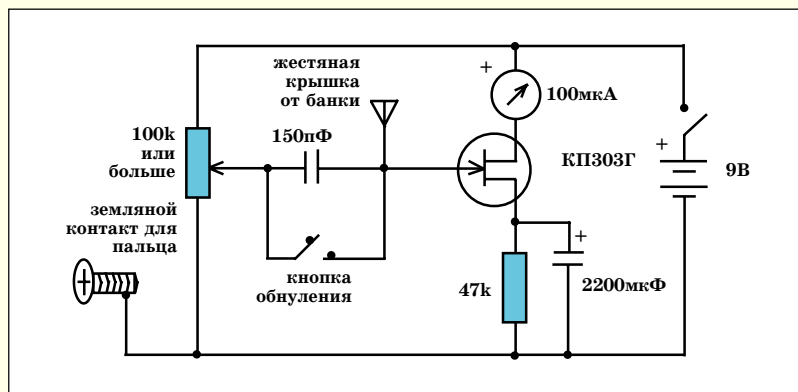 жестяная
крышка
от банки
+
100мкА
100k
или
больше
150пФ
КП303Г
+
9В
земляной
контакт для
пальца
кнопка
обнуления
47k
+
2200мкФ